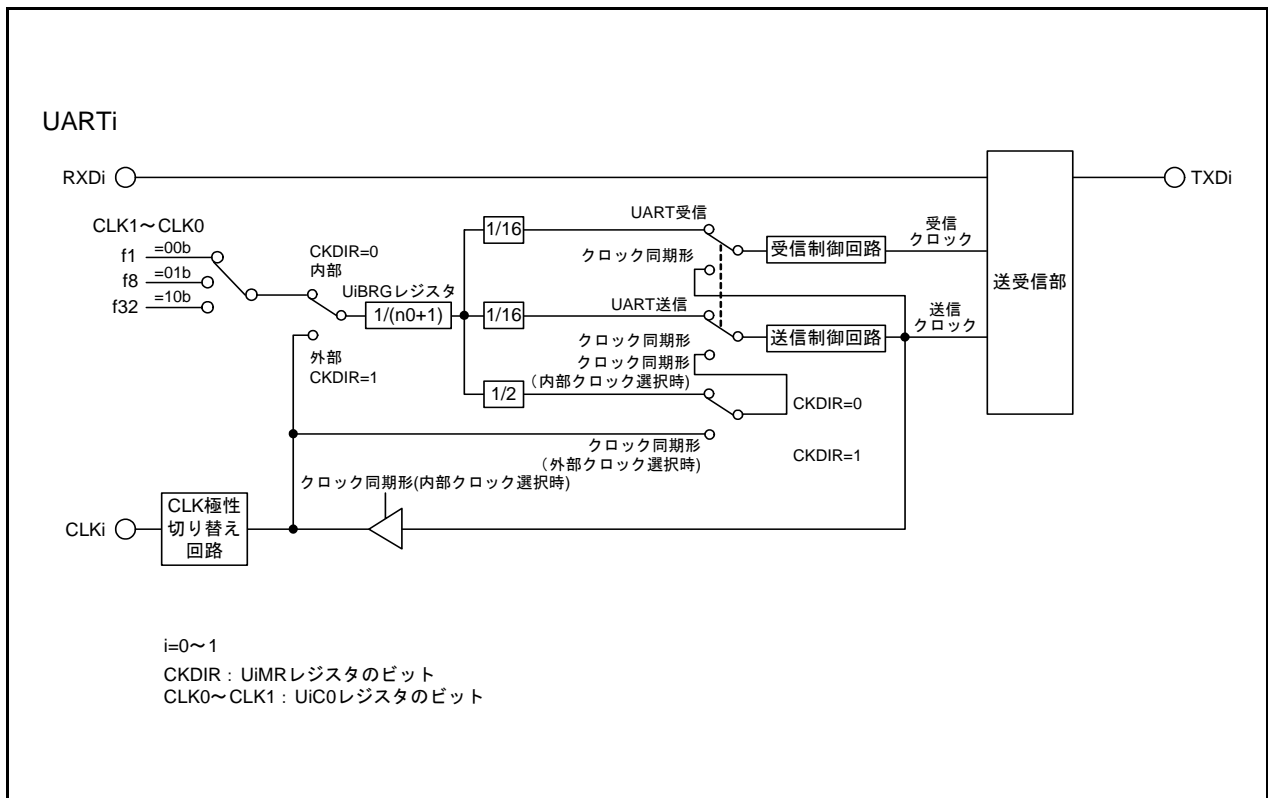 UARTi
RXDi
TXDi
CLK1～CLK0
f1 =00b
f8 =01b
f32 =10b
CKDIR=0
内部
UiBRGレジスタ
1/(n0+1)
外部
CKDIR=1
1/16
UART受信
クロック同期形
受信制御回路
受信
クロック
1/16
UART送信
クロック同期形
送信制御回路
送信
クロック
送受信部
クロック同期形
（内部クロック選択時）
1/2
CKDIR=0
クロック同期形
（外部クロック選択時）
CKDIR=1
クロック同期形(内部クロック選択時)
CLKi
CLK極性
切り替え
回路
i=0～1
CKDIR：UiMRレジスタのビット
CLK0～CLK1：UiC0レジスタのビット